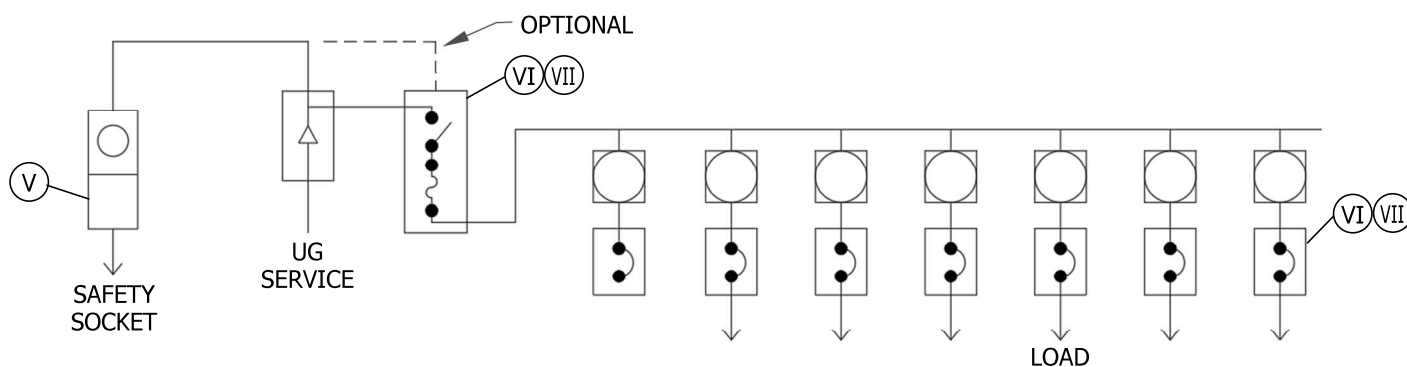 OPTIONAL
VI VII
V
VI VII
UG
SERVICE
SAFETY
SOCKET
LOAD